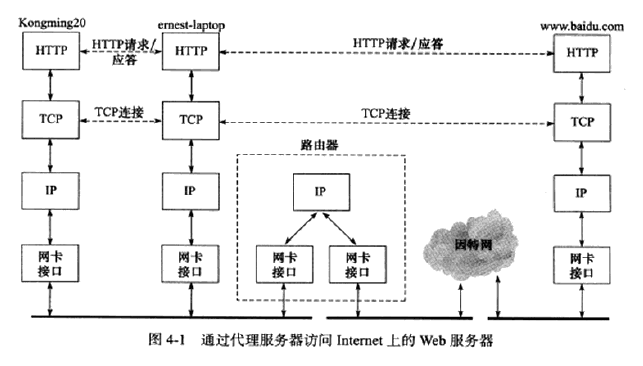 Kongming20
ernest-laptop
www.baidu.com
HTTP
HTTP请求/
应答
HTTP
HTTP请求/应答
HTTP
TCP
TCP连接
TCP
TCP连接
TCP
路由器
IP
IP
IP
IP
网卡
接口
网卡
接口
网卡
接口
网卡
接口
因特网
网卡
接口
图 4-1 通过代理服务器访问 Internet 上的 Web 服务器